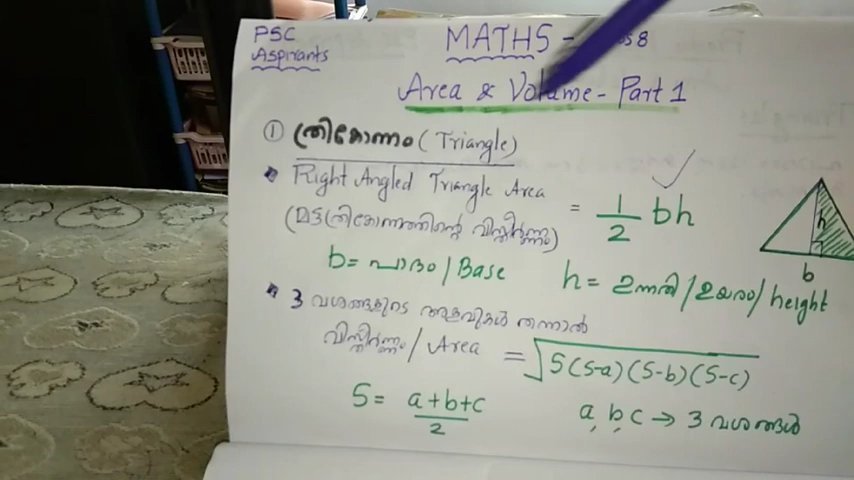 PSC
Aspirants
MATHS -
Area & Volume - Part 1
① ത്രികോണം ( Triangle)
Right Angled Triangle Area
(മട്ടത്രികോണത്തിന്റെ വിസ്തീർണ്ണം) = 1/2 bh
h
b
b = പാദം / Base h = ഉന്നതി / ഉയരം / height
3 വശങ്ങളുടെ അളവുകൾ തന്നാൽ
വിസ്തീർണ്ണം / Area = √S(S-a)(S-b)(S-c)
S = a+b+c/2 a, b, c → 3 വശങ്ങൾ